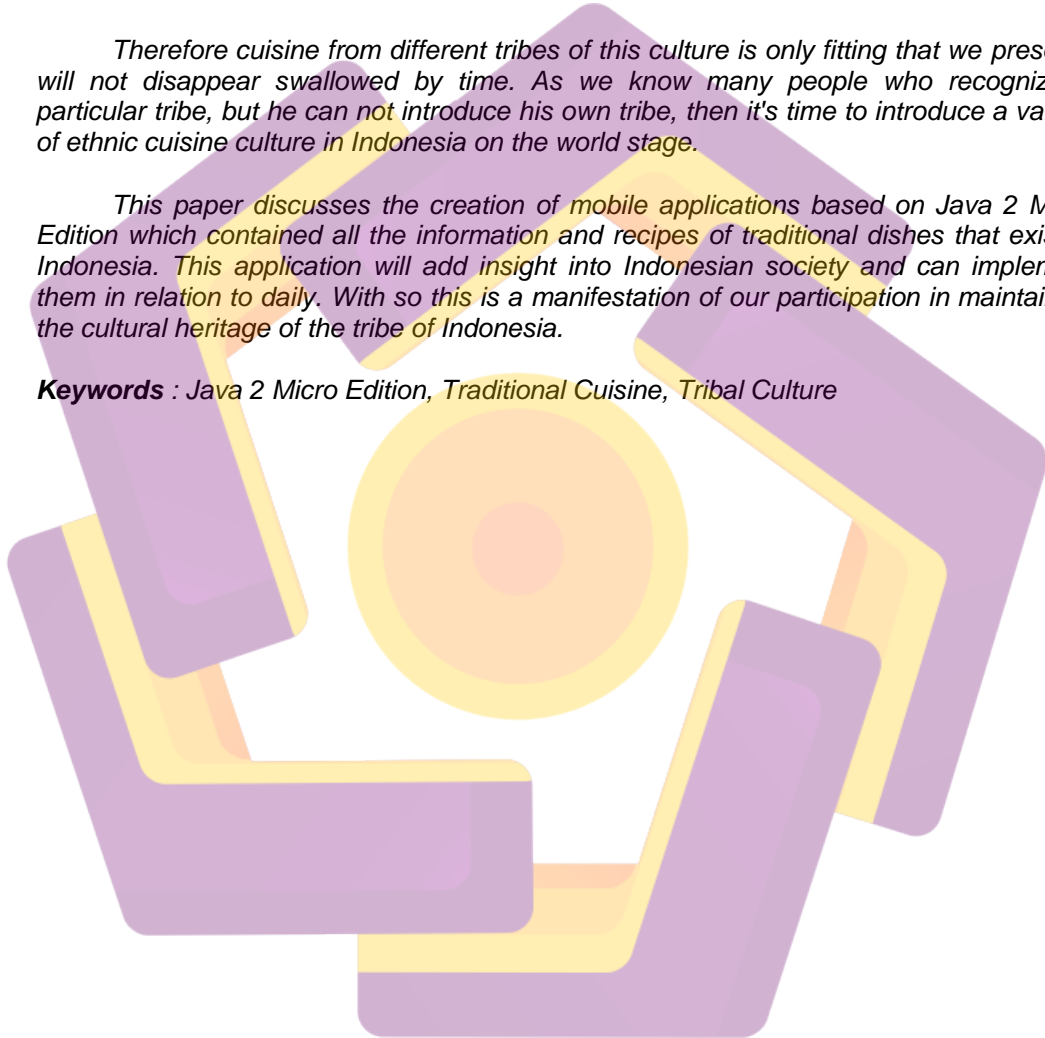 Therefore cuisine from different tribes of this culture is only fitting that we
will not disappear swallowed by time. As we know many people who
particular tribe, but he can not introduce his own tribe, then it's time to introduce a
of ethnic cuisine culture in Indonesia on the world stage.
This paper discusses the creation of mobile applications based on Java 2
Edition which contained all the information and recipes of traditional dishes that
Indonesia. This application will add insight into Indonesian society and can
them in relation to daily. With so this is a manifestation of our participation in
the cultural heritage of the tribe of Indonesia.
Keywords : Java 2 Micro Edition, Traditional Cuisine, Tribal Culture